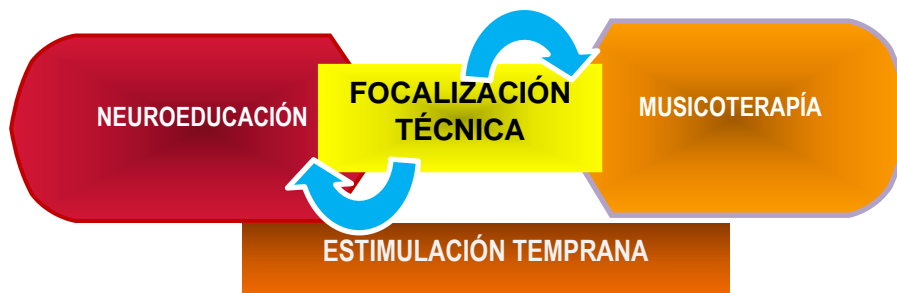 NEUROEDUCACIÓN
FOCALIZACIÓN
TÉCNICA
MUSICOTERAPÍA
ESTIMULACIÓN TEMPRANA